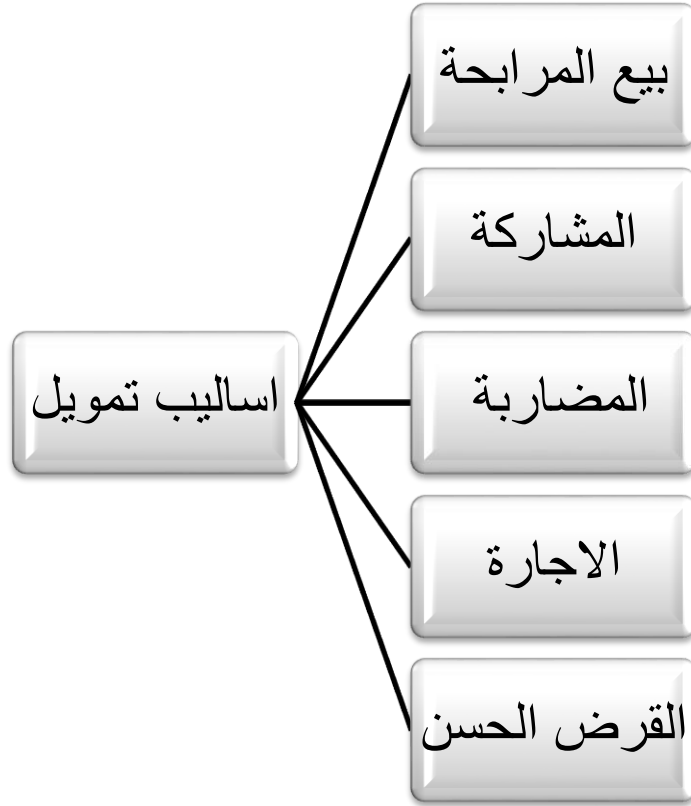 اساليب تمويل
بيع المرابحة
المشاركة
المضاربة
الاجارة
القرض الحسن